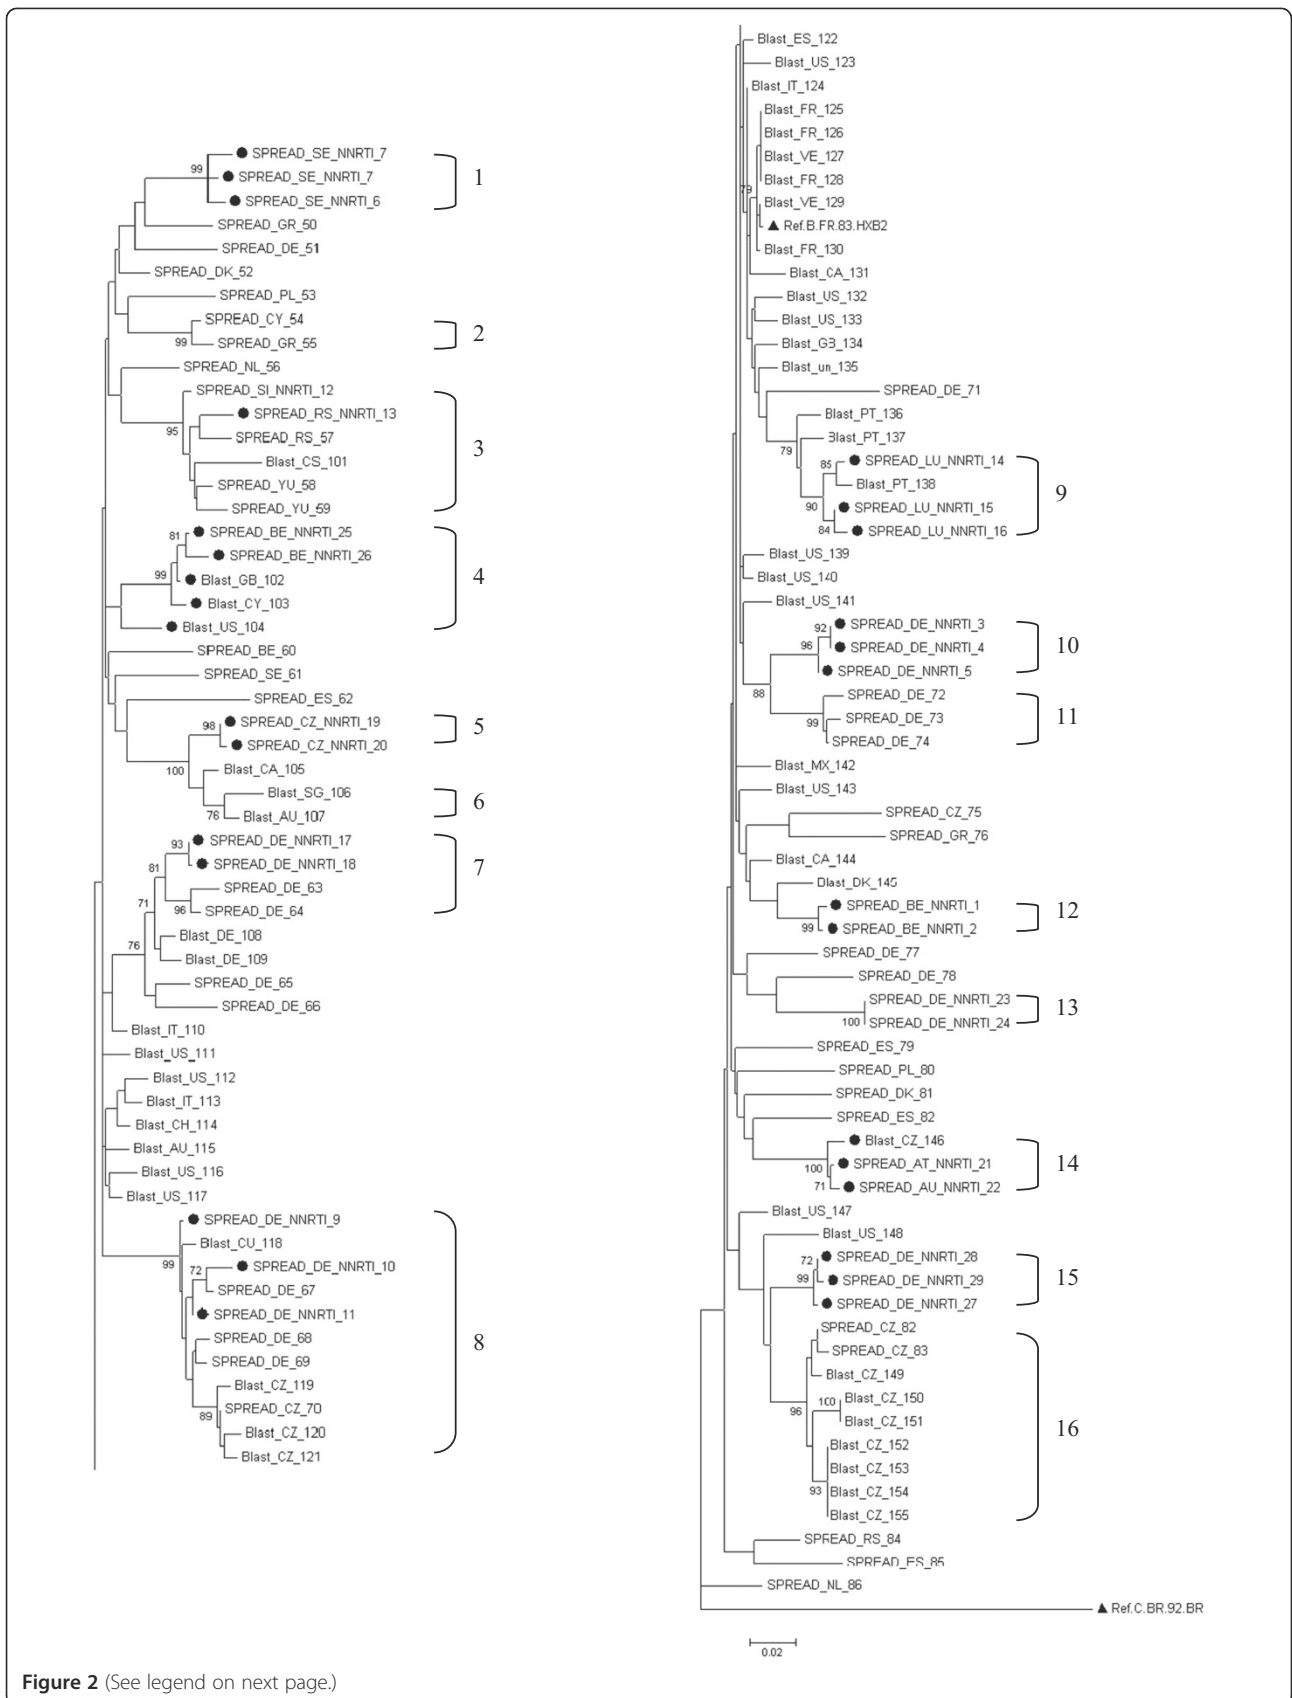 SPREAD_SE_NNRTI_7
99
SPREAD_SE_NNRTI_7
1
SPREAD_SE_NNRTI_6
SPREAD_GR_50
SPREAD_DE_51
SPREAD_DK_52
SPREAD_PL_53
SPREAD_CY_54
2
99
SPREAD_GR_55
SPREAD_NL_56
SPREAD_SI_NNRTI_12
SPREAD_RS_NNRTI_13
95
SPREAD_RS_57
3
Blast_CS_101
SPREAD_YU_58
SPREAD_YU_59
SPREAD_BE_NNRTI_25
81
SPREAD_BE_NNRTI_26
99
Blast_GB_102
4
Blast_CY_103
Blast_US_104
SPREAD_BE_60
SPREAD_SE_61
SPREAD_ES_62
98
SPREAD_CZ_NNRTI_19
5
SPREAD_CZ_NNRTI_20
100
Blast_CA_105
Blast_SG_106
6
76
Blast_AU_107
93
SPREAD_DE_NNRTI_17
SPREAD_DE_NNRTI_18
7
81
SPREAD_DE_63
96
SPREAD_DE_64
71
Blast_DE_108
76
Blast_DE_109
SPREAD_DE_65
SPREAD_DE_66
Blast_IT_110
Blast_US_111
Blast_US_112
Blast_IT_113
Blast_CH_114
Blast_AU_115
Blast_US_116
Blast_US_117
SPREAD_DE_NNRTI_9
Blast_CU_118
99
72
SPREAD_DE_NNRTI_10
SPREAD_DE_67
SPREAD_DE_NNRTI_11
SPREAD_DE_68
8
SPREAD_DE_69
Blast_CZ_119
89
SPREAD_CZ_70
Blast_CZ_120
Blast_CZ_121
Blast_ES_122
Blast_US_123
Blast_IT_124
Blast_FR_125
Blast_FR_126
Blast_VE_127
Blast_FR_128
79
Blast_VE_129
Ref.B.FR.83.HXB2
Blast_FR_130
Blast_CA_131
Blast_US_132
Blast_US_133
Blast_GB_134
Blast_un_135
SPREAD_DE_71
Blast_PT_136
79
Blast_PT_137
85
SPREAD_LU_NNRTI_14
Blast_PT_138
9
90
SPREAD_LU_NNRTI_15
84
SPREAD_LU_NNRTI_16
Blast_US_139
Blast_US_140
Blast_US_141
92
SPREAD_DE_NNRTI_3
96
SPREAD_DE_NNRTI_4
10
SPREAD_DE_NNRTI_5
88
SPREAD_DE_72
99
SPREAD_DE_73
11
SPREAD_DE_74
Blast_MX_142
Blast_US_143
SPREAD_CZ_75
SPREAD_GR_76
Blast_CA_144
Blast_DK_145
SPREAD_BE_NNRTI_1
12
99
SPREAD_BE_NNRTI_2
SPREAD_DE_77
SPREAD_DE_78
SPREAD_DE_NNRTI_23
13
100
SPREAD_DE_NNRTI_24
SPREAD_ES_79
SPREAD_PL_80
SPREAD_DK_81
SPREAD_ES_82
Blast_CZ_146
100
SPREAD_AT_NNRTI_21
14
71
SPREAD_AU_NNRTI_22
Blast_US_147
Blast_US_148
72
SPREAD_DE_NNRTI_28
99
SPREAD_DE_NNRTI_29
15
SPREAD_DE_NNRTI_27
SPREAD_CZ_82
SPREAD_CZ_83
Blast_CZ_149
100
Blast_CZ_150
96
Blast_CZ_151
16
Blast_CZ_152
Blast_CZ_153
93
Blast_CZ_154
Blast_CZ_155
SPREAD_RS_84
SPREAD_ES_85
SPREAD_NL_86
Ref.C.BR.92.BR
0.02
Figure 2 (See legend on next page.)